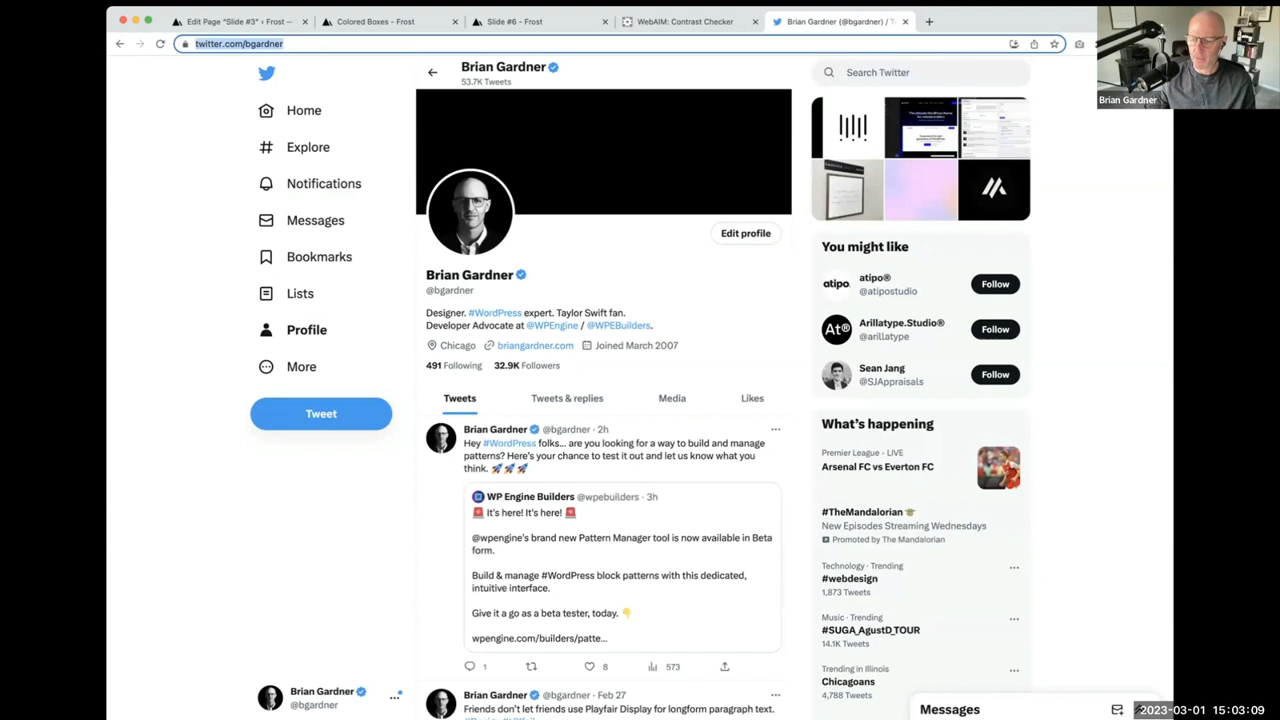 Edit Page "Slide #3" ‹ Frost —
Colored Boxes - Frost
Slide #6 - Frost
WebAIM: Contrast Checker
Brian Gardner (@bgardner) / T
twitter.com/bgardner
Brian Gardner
Brian Gardner
53.7K Tweets
Search Twitter
Home
Explore
Notifications
Messages
Bookmarks
Lists
Profile
More
Tweet
Edit profile
Brian Gardner
@bgardner
Designer. #WordPress expert. Taylor Swift fan.
Developer Advocate at @WPEngine / @WPEBuilders.
Chicago briangardner.com Joined March 2007
491 Following 32.9K Followers
Tweets Tweets & replies Media Likes
Brian Gardner @bgardner · 2h
Hey #WordPress folks... are you looking for a way to build and manage
patterns? Here's your chance to test it out and let us know what you
think. 🚀🚀🚀
WP Engine Builders @wpebuilders · 3h
🚨 It's here! It's here! 🚨
@wpengine's brand new Pattern Manager tool is now available in Beta
form.
Build & manage #WordPress block patterns with this dedicated,
intuitive interface.
Give it a go as a beta tester, today. 👇
wpengine.com/builders/patte...
1 8 573
Brian Gardner @bgardner · Feb 27
Friends don't let friends use Playfair Display for longform paragraph text.
You might like
atipo.
atipo®
@atipostudio
Follow
At®
Arillatype.Studio®
@arillatype
Follow
Sean Jang
@SJAppraisals
Follow
What's happening
Premier League · LIVE
Arsenal FC vs Everton FC
#TheMandalorian
New Episodes Streaming Wednesdays
Promoted by The Mandalorian
Technology · Trending
#webdesign
1,873 Tweets
Music · Trending
#SUGA_AgustD_TOUR
14.1K Tweets
Trending in Illinois
Chicagoans
4,788 Tweets
Brian Gardner
@bgardner
Messages
2023-03-01 15:03:09